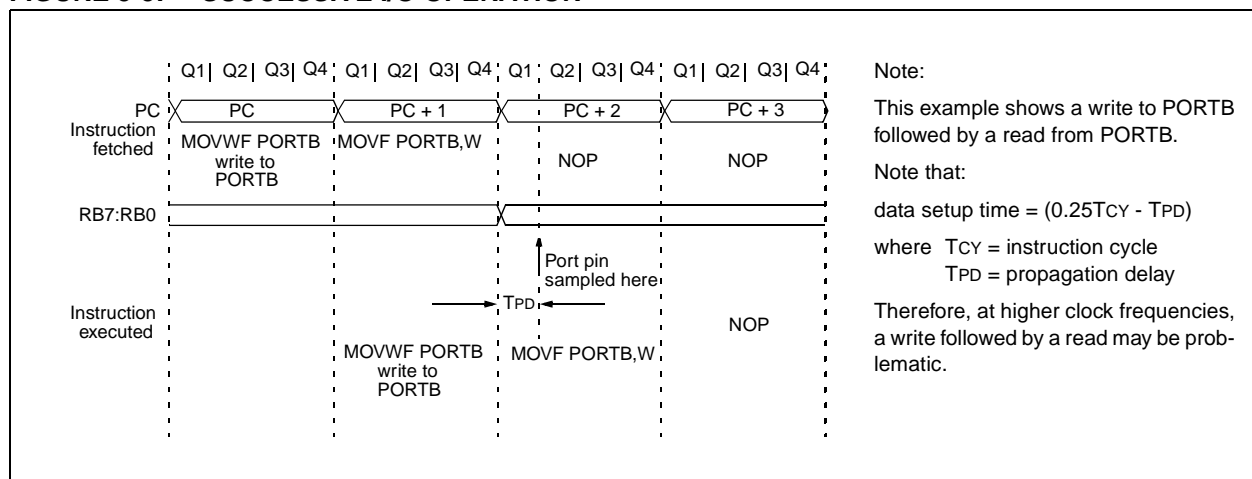 Q1| Q2| Q3| Q4 Q1| Q2| Q3| Q4 Q1 Q2| Q3| Q4 Q1| Q2| Q3| Q4
PC PC PC + 1 PC + 2 PC + 3
Instruction
fetched
MOVWF PORTB
write to
PORTB
MOVF PORTB,W
NOP
NOP
RB7:RB0
Port pin
sampled here
TPD
Instruction
executed
MOVWF PORTB
write to
PORTB
MOVF PORTB,W
NOP
Note:
This example shows a write to PORTB
followed by a read from PORTB.
Note that:
data setup time = (0.25TCY - TPD)
where TCY = instruction cycle
TPD = propagation delay
Therefore, at higher clock frequencies,
a write followed by a read may be prob-
lematic.